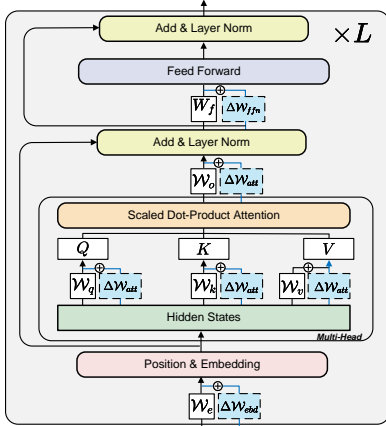 Add & Layer Norm
×L
Feed Forward
W_f ΔW_ffn
Add & Layer Norm
W_o ΔW_att
Scaled Dot-Product Attention
Q K V
W_q ΔW_att W_k ΔW_att W_v ΔW_att
Hidden States
Multi-Head
Position & Embedding
W_e ΔW_ebd